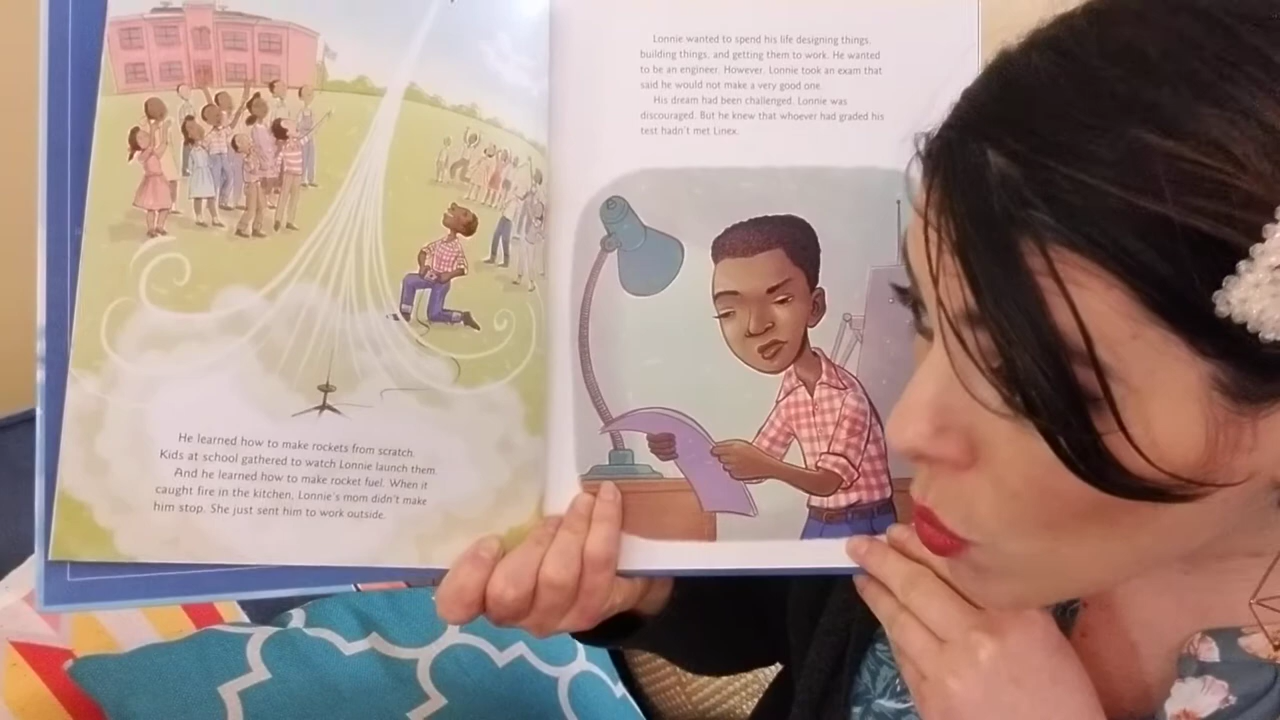 He learned how to make rockets from scratch.
Kids at school gathered to watch Lonnie launch them.
And he learned how to make rocket fuel. When it
caught fire in the kitchen, Lonnie's mom didn't make
him stop. She just sent him to work outside.
Lonnie wanted to spend his life designing things,
building things, and getting them to work. He wanted
to be an engineer. However, Lonnie took an exam that
said he would not make a very good one.
His dream had been challenged. Lonnie was
discouraged. But he knew that whoever had graded his
test hadn't met Linex.